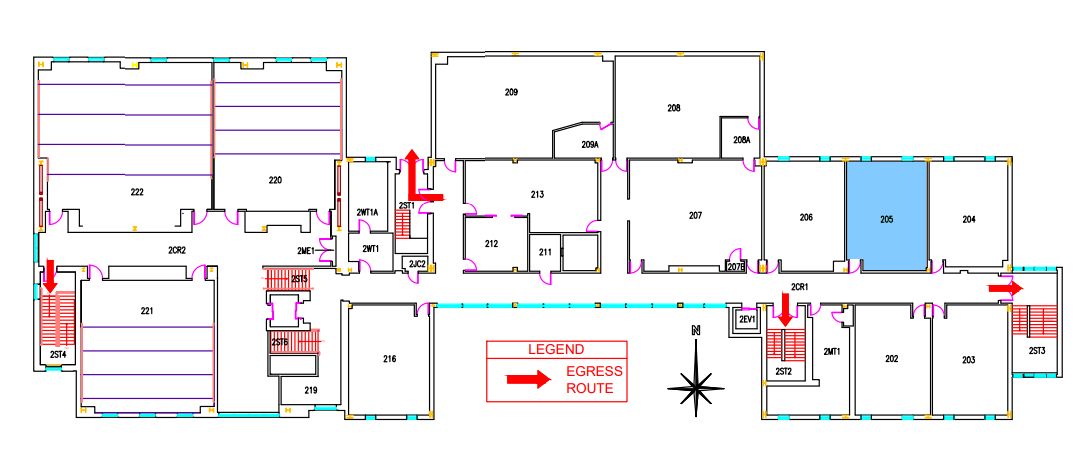 209
208
209A
208A
222
220
2WT1A
2ST1
213
207
206
205
204
2CR2
2ME1
2WT1
2JC2
212
211
207B
2ST5
2CR1
221
2ST6
2ST4
219
216
N
LEGEND
EGRESS
ROUTE
2EV1
2ST2
2MT1
202
203
2ST3